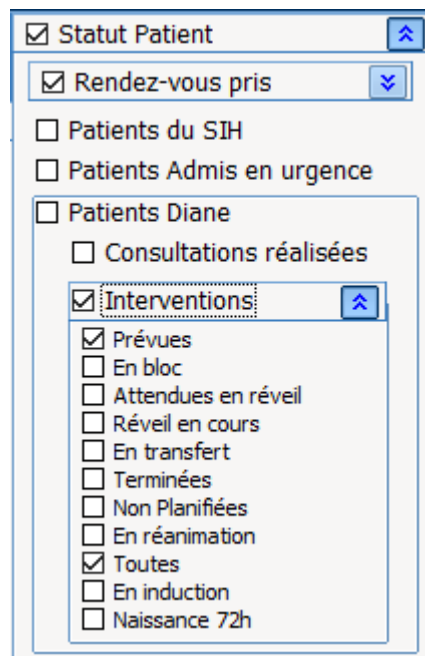 Statut Patient
Rendez-vous pris
Patients du SIH
Patients Admis en urgence
Patients Diane
Consultations réalisées
Interventions
Prévues
En bloc
Attendues en réveil
Réveil en cours
En transfert
Terminées
Non Planifiées
En réanimation
Toutes
En induction
Naissance 72h